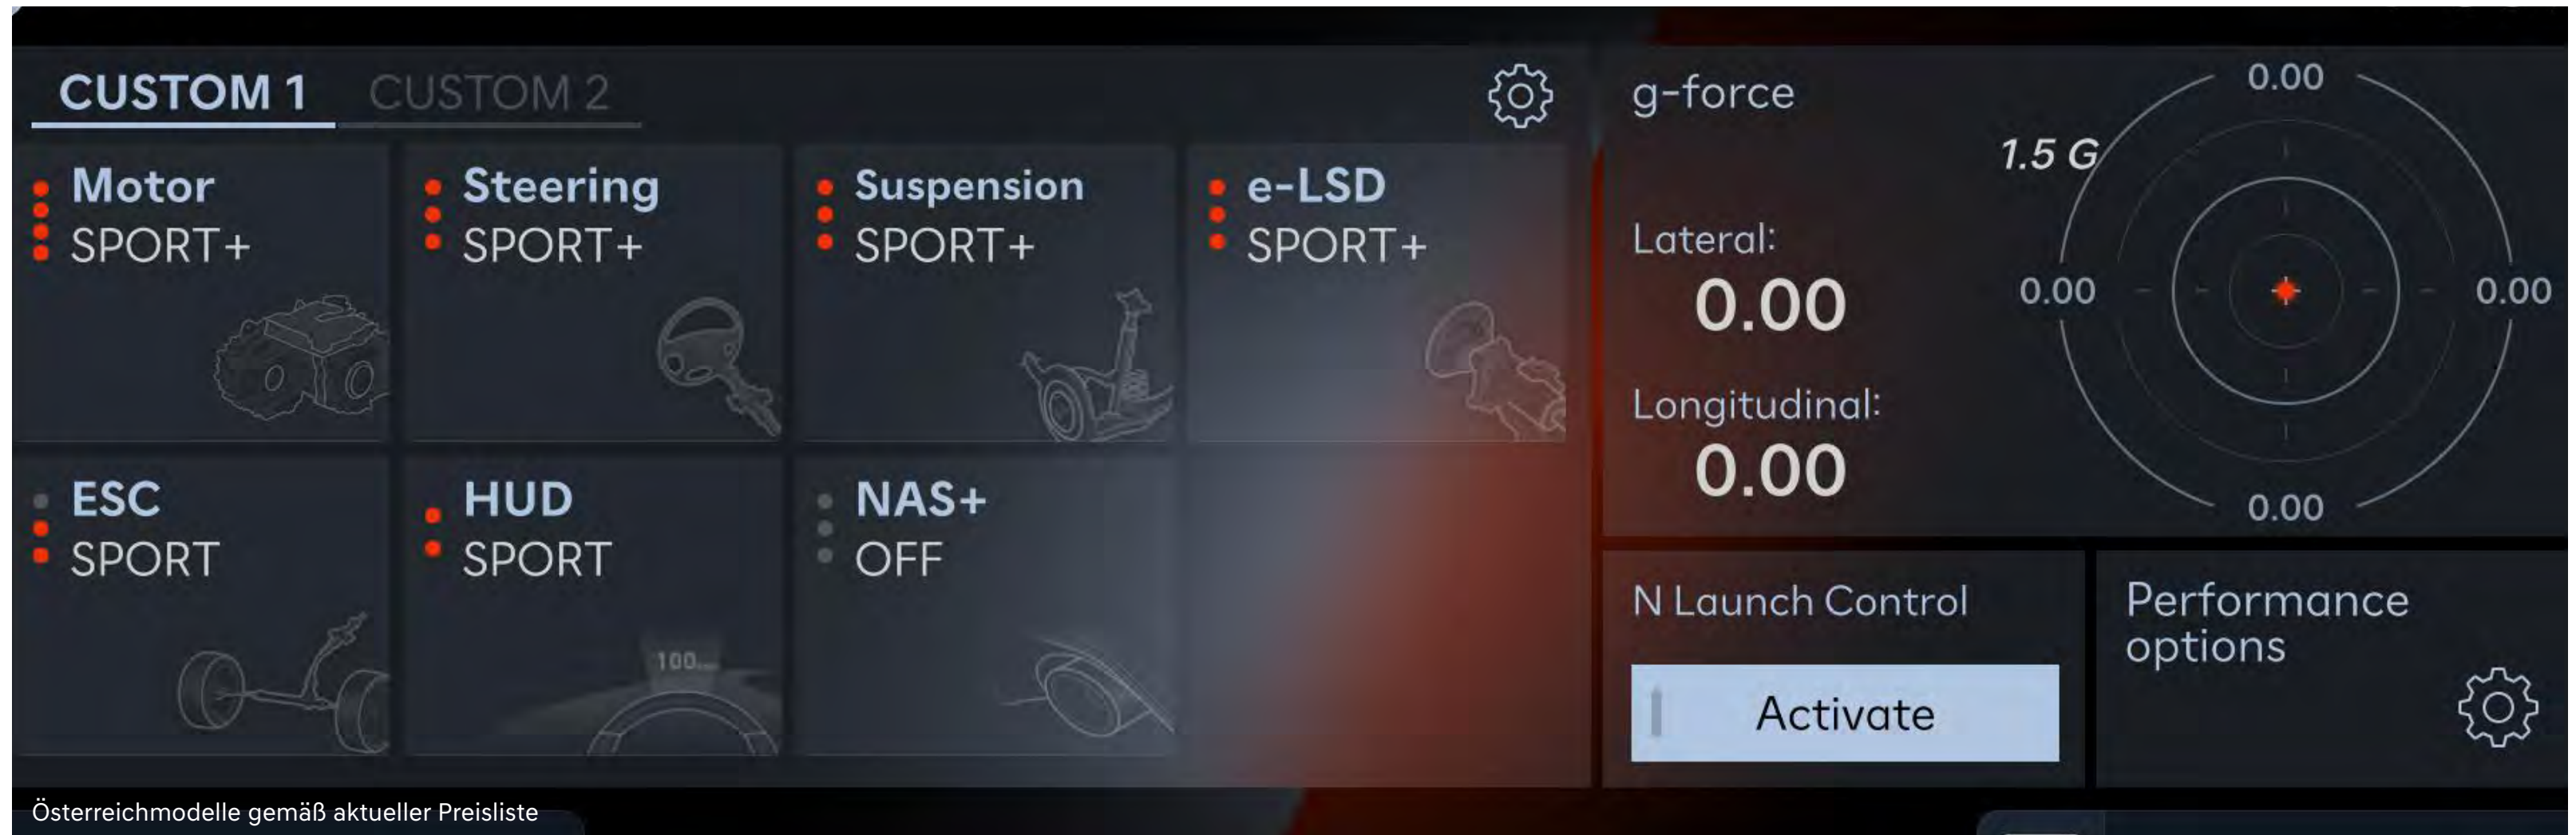 CUSTOM 1
CUSTOM 2
Motor
SPORT+
Steering
SPORT+
Suspension
SPORT+
e-LSD
SPORT+
ESC
SPORT
HUD
SPORT
100
NAS+
OFF
g-force
Lateral:
0.00
Longitudinal:
0.00
1.5 G
0.00
0.00
0.00
0.00
N Launch Control
Activate
Performance
options
Österreichmodelle gemäß aktueller Preisliste